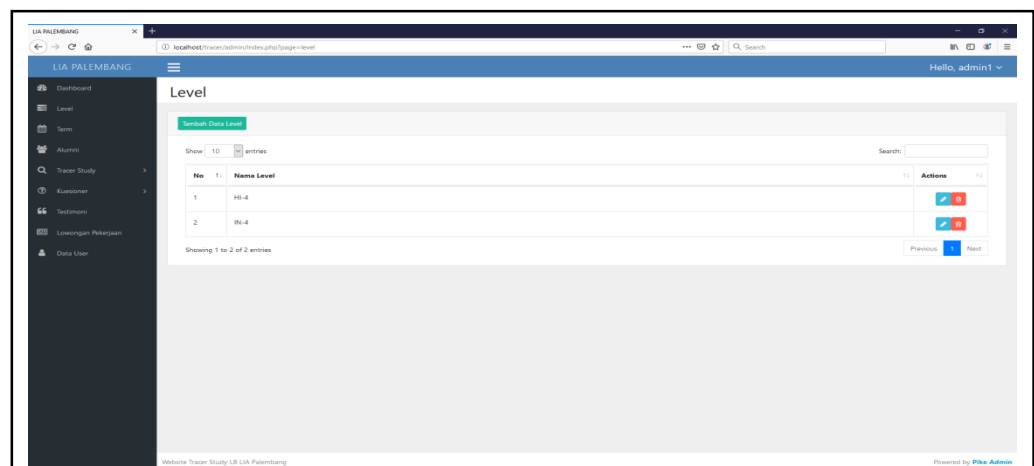 LIA PALEMBANG
localhost/tracer/admin/index.php?page=level
Search
LIA PALEMBANG
Hello, admin1
Dashboard
Level
Term
Alumni
Tracer Study
Kuesioner
Testimoni
Lowongan Pekerjaan
Data User
Level
Tambah Data Level
Show 10 entries
Search:
No Nama Level Actions
1 HI-4
2 IN-4
Showing 1 to 2 of 2 entries
Previous 1 Next
Website Tracer Study LB LIA Palembang
Powered by Pike Admin